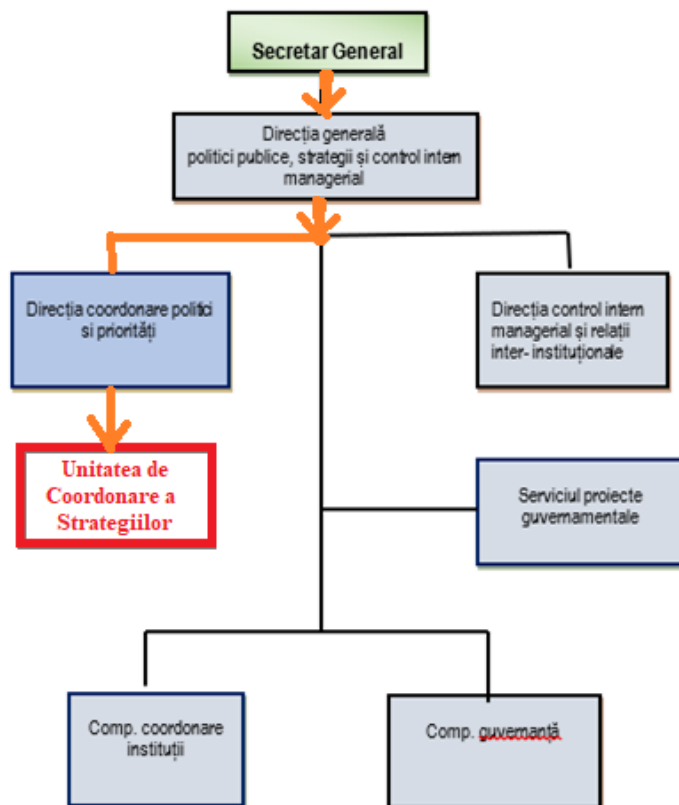 Secretar General
Direcția generală
politici publice, strategii și control intern
managerial
Direcția coordonare politici
si priorități
Direcția control intern
managerial și relații
inter- instituționale
Unitatea de
Coordonare a
Strategiilor
Serviciul proiecte
guvernamentale
Comp. coordonare
instituții
Comp. guvernanță